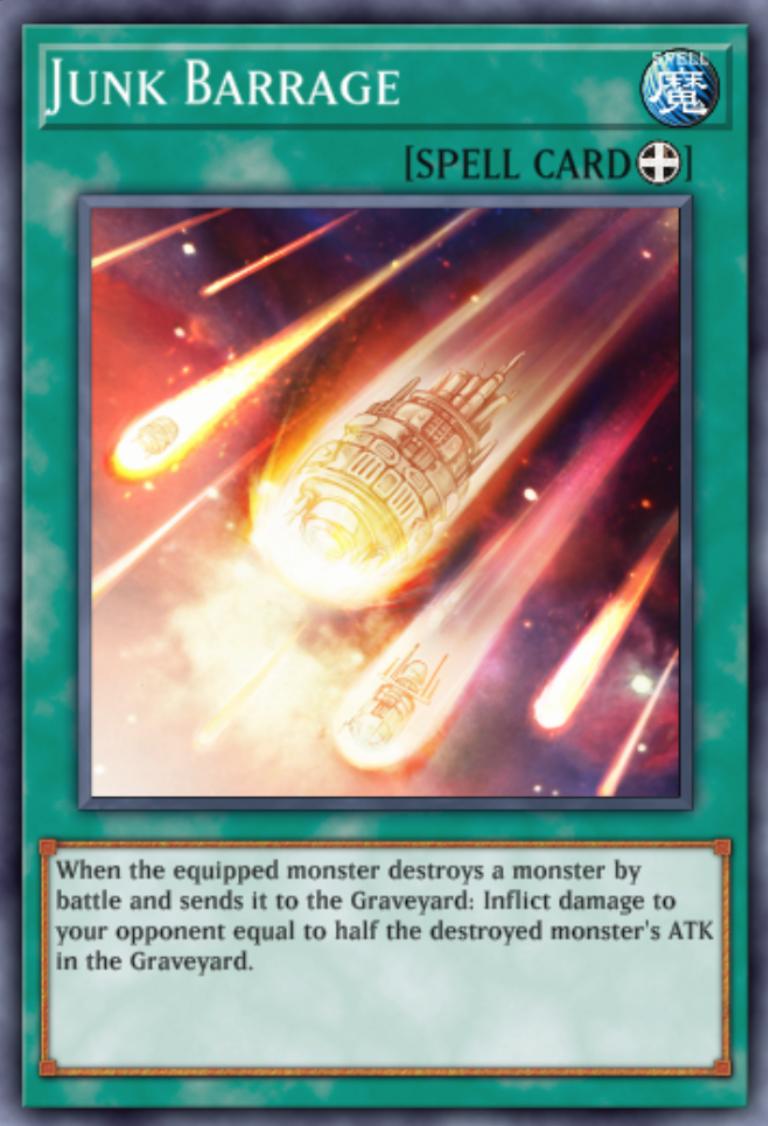 JUNK BARRAGE
SPELL
魔
[SPELL CARD]
When the equipped monster destroys a monster by
battle and sends it to the Graveyard: Inflict damage to
your opponent equal to half the destroyed monster's ATK
in the Graveyard.